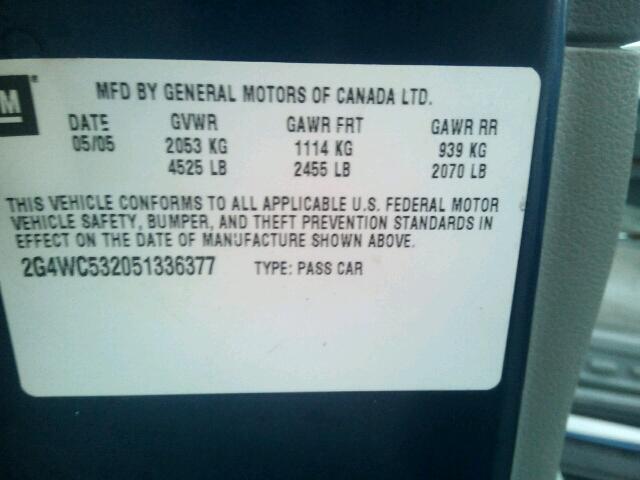 M ®
MFD BY GENERAL MOTORS OF CANADA LTD.
DATE GVWR GAWR FRT GAWR RR
05/05 2053 KG 1114 KG 939 KG
4525 LB 2455 LB 2070 LB
THIS VEHICLE CONFORMS TO ALL APPLICABLE U.S. FEDERAL MOTOR
VEHICLE SAFETY, BUMPER, AND THEFT PREVENTION STANDARDS IN
EFFECT ON THE DATE OF MANUFACTURE SHOWN ABOVE.
2G4WC532051336377 TYPE: PASS CAR